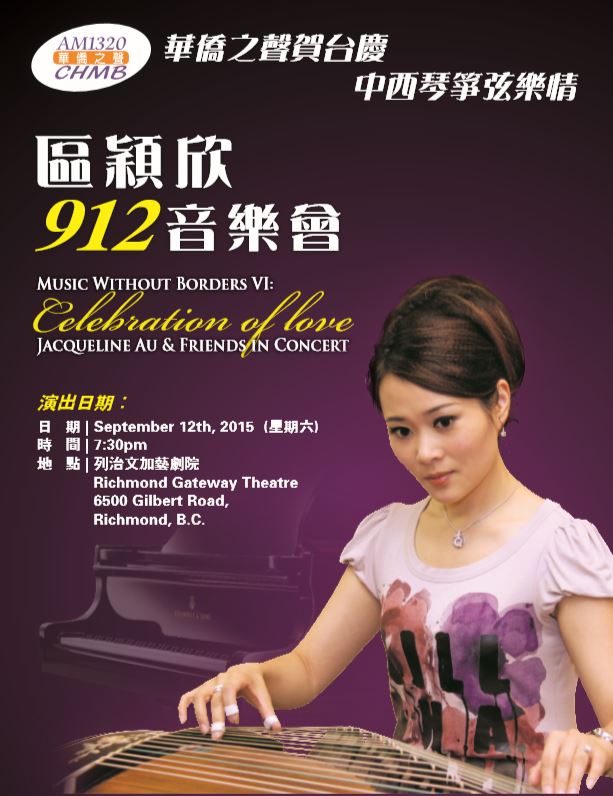 AM1320
華僑之聲
CHMB
華僑之聲賀台慶
中西琴箏弦樂情
區穎欣
912音樂會
MUSIC WITHOUT BORDERS VI:
Celebration of love
JACQUELINE AU & FRIENDS IN CONCERT
演出日期：
日 期 | September 12th, 2015 (星期六)
時 間 | 7:30pm
地 點 | 列治文加藝劇院
Richmond Gateway Theatre
6500 Gilbert Road,
Richmond, B.C.
STEINWAY & SONS